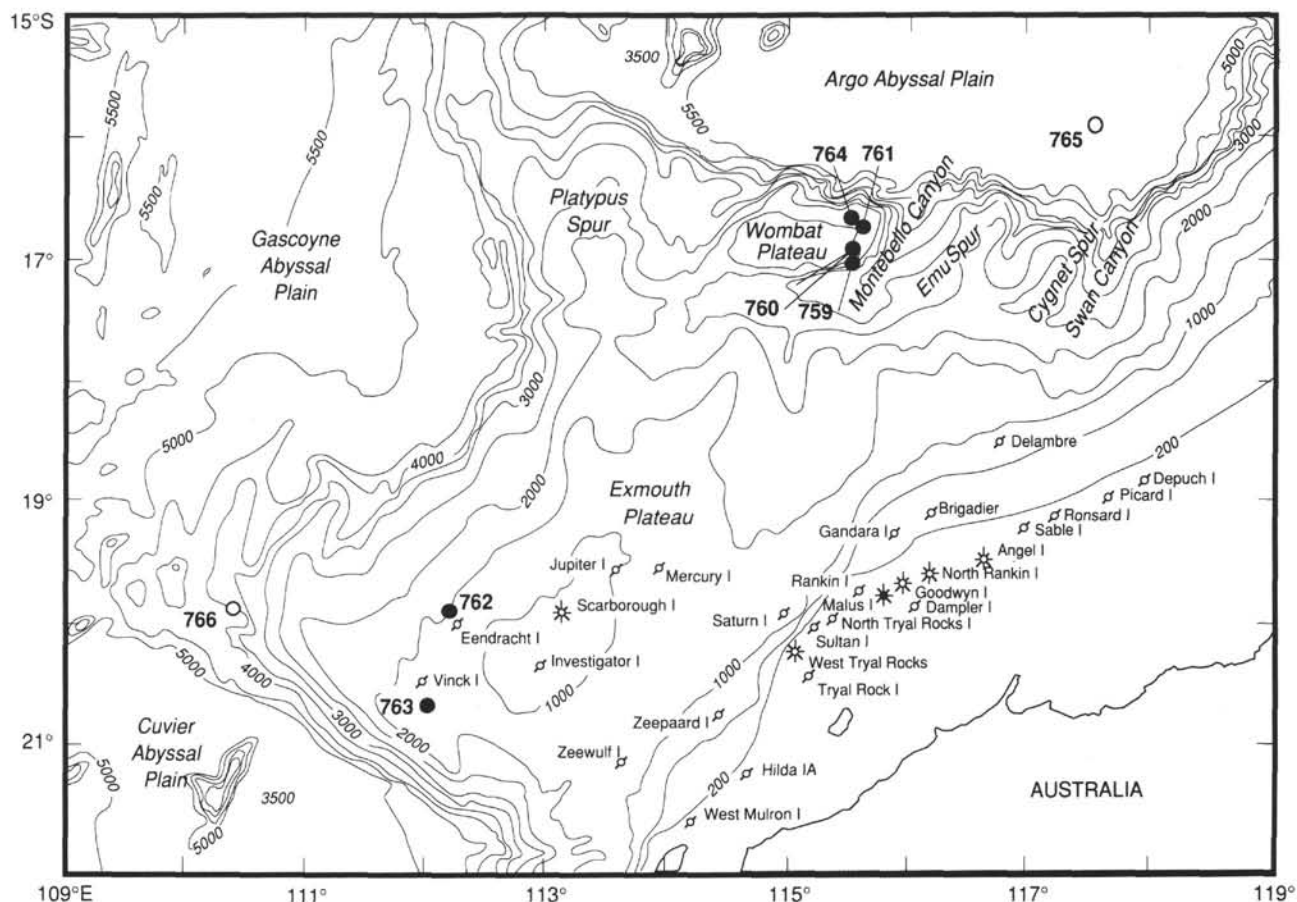 15°S
17°
19°
21°
109°E
111°
113°
115°
117°
119°
5500
5500
5500
3500
5500
5000
3000
2000
1000
200
Argo Abyssal Plain
765
764
761
Platypus
Spur
Wombat
Plateau
Montebello Canyon
Emu Spur
Cygnet Spur
Swan Canyon
Gascoyne
Abyssal
Plain
760
759
3000
5000
4000
2000
Exmouth
Plateau
Delambre
Depuch I
Picard I
Ronsard I
Sable I
Brigadier
Gandara I
Angel I
North Rankin I
Goodwyn I
Dampler I
Rankin I
Malus I
North Tryal Rocks I
Sultan I
West Tryal Rocks
Tryal Rock I
Jupiter I
Mercury I
Scarborough I
Saturn I
762
Eendracht I
Investigator I
766
Vinck I
763
1000
1000
5000
4000
3000
2000
Zeepaard I
Zeewulf I
Hilda IA
200
West Mulron I
Cuvier
Abyssal
Plain
5000
3500
5000
AUSTRALIA